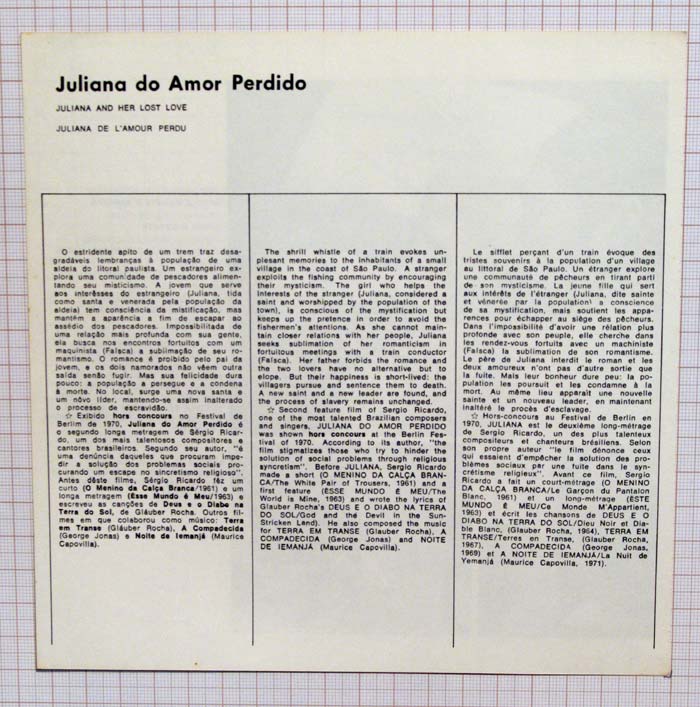 Juliana do Amor Perdido
JULIANA AND HER LOST LOVE
JULIANA DE L'AMOUR PERDU
O estridente apito de um trem traz desa-
gradáveis lembranças à população de uma
aldeia do litoral paulista. Um estrangeiro ex-
plora uma comunidade de pescadores alimen-
tando seu misticismo. A jovem que serve
aos interêsses do estrangeiro (Juliana, tida
como santa e venerada pela população da
aldeia) tem consciência da mistificação, mas
mantém a aparência a fim de escapar ao
assédio dos pescadores. Impossibilitada de
uma relação mais profunda com sua gente,
ela busca nos encontros fortuitos com um
maquinista (Faísca) a sublimação de seu ro-
mantismo. O romance é proibido pelo pai da
jovem, e os dois namorados não vêem outra
saída senão fugir. Mas sua felicidade dura
pouco: a população a persegue e a condena
à morte. No local, surge uma nova santa e
um nôvo líder, mantendo-se assim inalterado
o processo de escravidão.
☆ Exibido hors concours no Festival de
Berlim de 1970, Juliana do Amor Perdido é
o segundo longa metragem de Sérgio Ricar-
do, um dos mais talentosos compositores e
cantores brasileiros. Segundo seu autor, "é
uma denúncia daqueles que procuram impe-
dir a solução dos problemas sociais pro-
curando um escape no sincretismo religioso".
Antes dêste filme, Sérgio Ricardo fêz um
curto (O Menino da Calça Branca/1961) e um
longa metragem (Esse Mundo é Meu/1963) e
escreveu as canções de Deus e o Diabo na
Terra do Sol, de Gláuber Rocha. Outros fil-
mes em que colaborou como músico: Terra
em Transe (Gláuber Rocha), A Compadecida
(George Jonas) e Noite de Iemanjá (Maurice
Capovilla).
The shrill whistle of a train evokes un-
plesant memories to the inhabitants of a small
village in the coast of São Paulo. A stranger
exploits the fishing community by encouraging
their mysticism. The girl who helps the
interests of the stranger (Juliana, considered a
saint and worshipped by the population of the
town), is conscious of the mystification but
keeps up the pretence in order to avoid the
fishermen's attentions. As she cannot main-
tain closer relations with her people, Juliana
seeks sublimation of her romanticism in
fortuitous meetings with a train conductor
(Faísca). Her father forbids the romance and
the two lovers have no alternative but to
elope. But their happiness is short-lived: the
villagers pursue and sentence them to death.
A new saint and a new leader are found, and
the process of slavery remains unchanged.
☆ Second feature film of Sergio Ricardo,
one of the most talented Brazilian composers
and singers, JULIANA DO AMOR PERDIDO
was shown hors concours at the Berlin Fes-
tival of 1970. According to its author, "the
film stigmatizes those who try to hinder the
solution of social problems through religious
syncretism". Before JULIANA, Sergio Ricardo
made a short (O MENINO DA CALÇA BRAN-
CA/The White Pair of Trousers, 1961) and a
first feature (ESSE MUNDO É MEU/The
World is Mine, 1963) and wrote the lyrics of
Glauber Rocha's DEUS E O DIABO NA TERRA
DO SOL/God and the Devil in the Sun-
Stricken Land). He also composed the music
for TERRA EM TRANSE (Glauber Rocha), A
COMPADECIDA (George Jonas) and NOITE
DE IEMANJÁ (Maurice Capovilla).
Le sifflet perçant d'un train évoque des
tristes souvenirs à la population d'un village
au littoral de São Paulo. Un étranger explore
une communauté de pêcheurs en tirant parti
de son mysticisme. La jeune fille qui sert
aux intérêts de l'étranger (Juliana, dite sainte
et vénerrie par la population) a conscience
de sa mystification, mais soutient les appa-
rences pour échapper au siège des pêcheurs.
Dans l'impossibilité d'avoir une rélation plus
profonde avec son peuple, elle cherche dans
les rendez-vous fortuits avec un machiniste
(Faísca) la sublimation de son romantisme.
Le père de Juliana interdit le roman et les
deux amoureux n'ont pas d'autre sortie que
la fuite. Mais leur bonheur dure peu: la po-
pulation les poursuit et les condamne à la
mort. Au même lieu apparaît une nouvelle
sainte et un nouveau leader, en maintenant
inaltéré le procès d'esclavage.
☆ Hors-concours au Festival de Berlin en
1970, JULIANA est le deuxième long-métrage
de Sergio Ricardo, un des plus talenteux
compositeurs et chanteurs brésiliens. Selon
son propre auteur "le film dénonce ceux
qui essaient d'empêcher la solution des pro-
blèmes sociaux par une fuite dans le syn-
crétisme religieux". Avant ce film, Sergio
Ricardo a fait un court-métrage (O MENINO
DA CALÇA BRANCA/Le Garçon du Pantalon
Blanc, 1961) et un long-métrage (ÊSTE
MUNDO É MEU/Ce Monde M'Appartient,
1963) et écrit les chansons de DEUS E O
DIABO NA TERRA DO SOL/Dieu Noir et Dia-
ble Blanc, (Glauber Rocha, 1964), TERRA EM
TRANSE/Terres en Transe, (Glauber Rocha,
1967), A COMPADECIDA (George Jonas,
1969) et A NOITE DE IEMANJÁ/La Nuit de
Yemanjá (Maurice Capovilla, 1971).